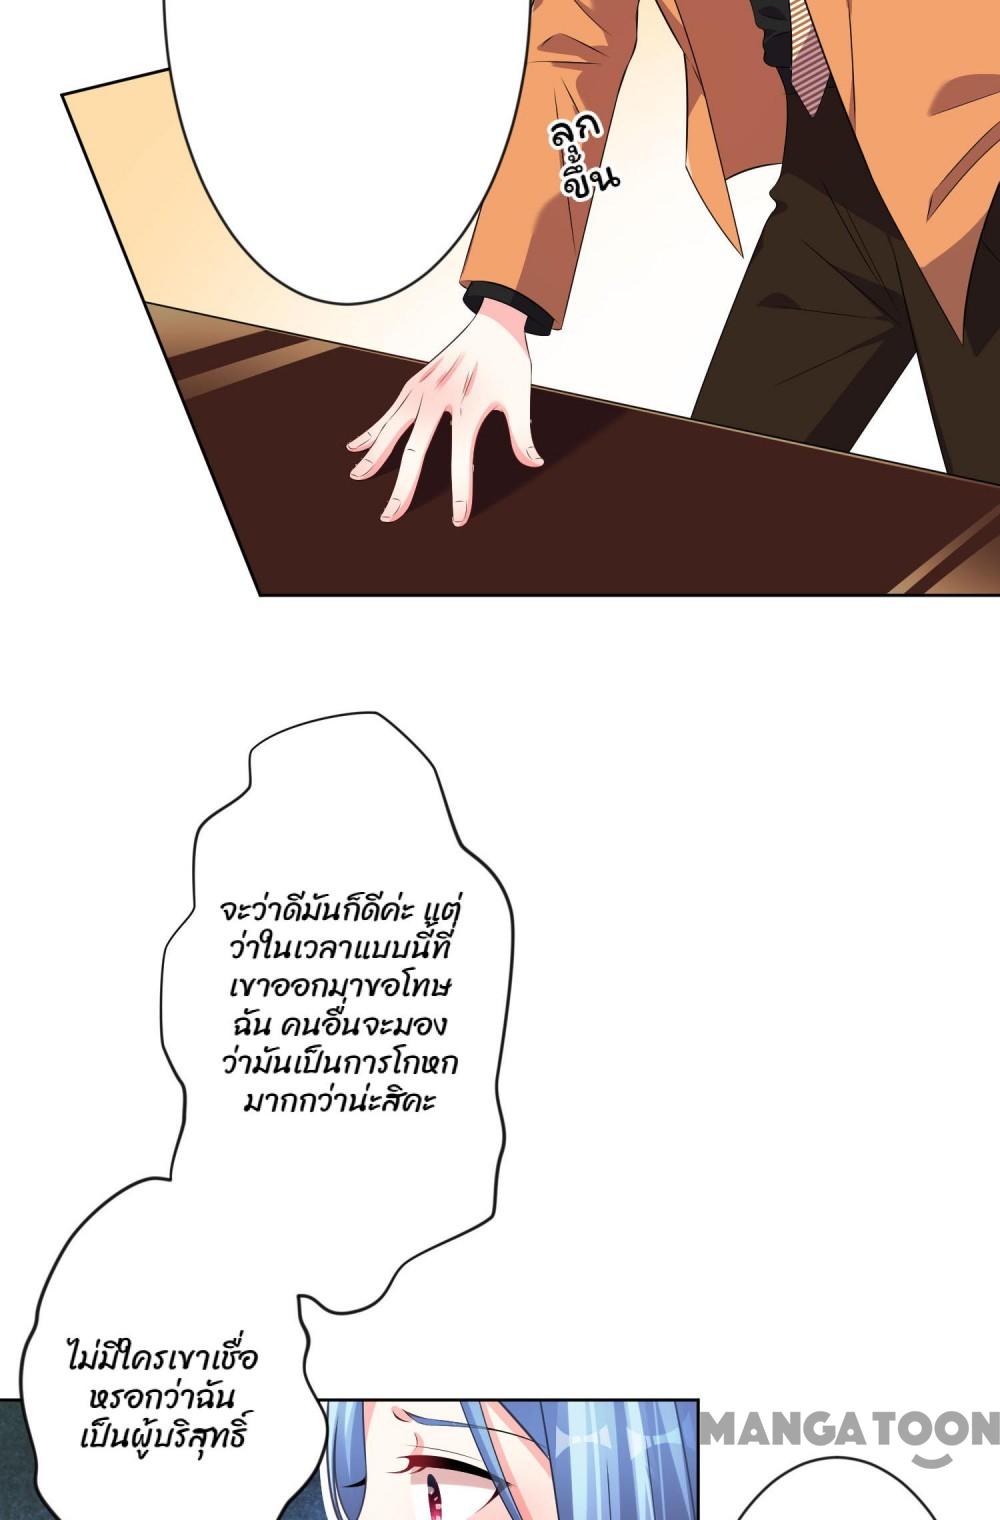 ลุก
ขึ้น
จะว่าดีมันก็ดีค่ะ แต่
ว่าในเวลาแบบนี้ที่
เขาออกมาขอโทษ
ฉัน คนอื่นจะมอง
ว่ามันเป็นการโกหก
มากกว่าน่ะสิคะ
ไม่มีใครเขาเชื่อ
หรอกว่าฉัน
เป็นผู้บริสุทธิ์
MANGATOON